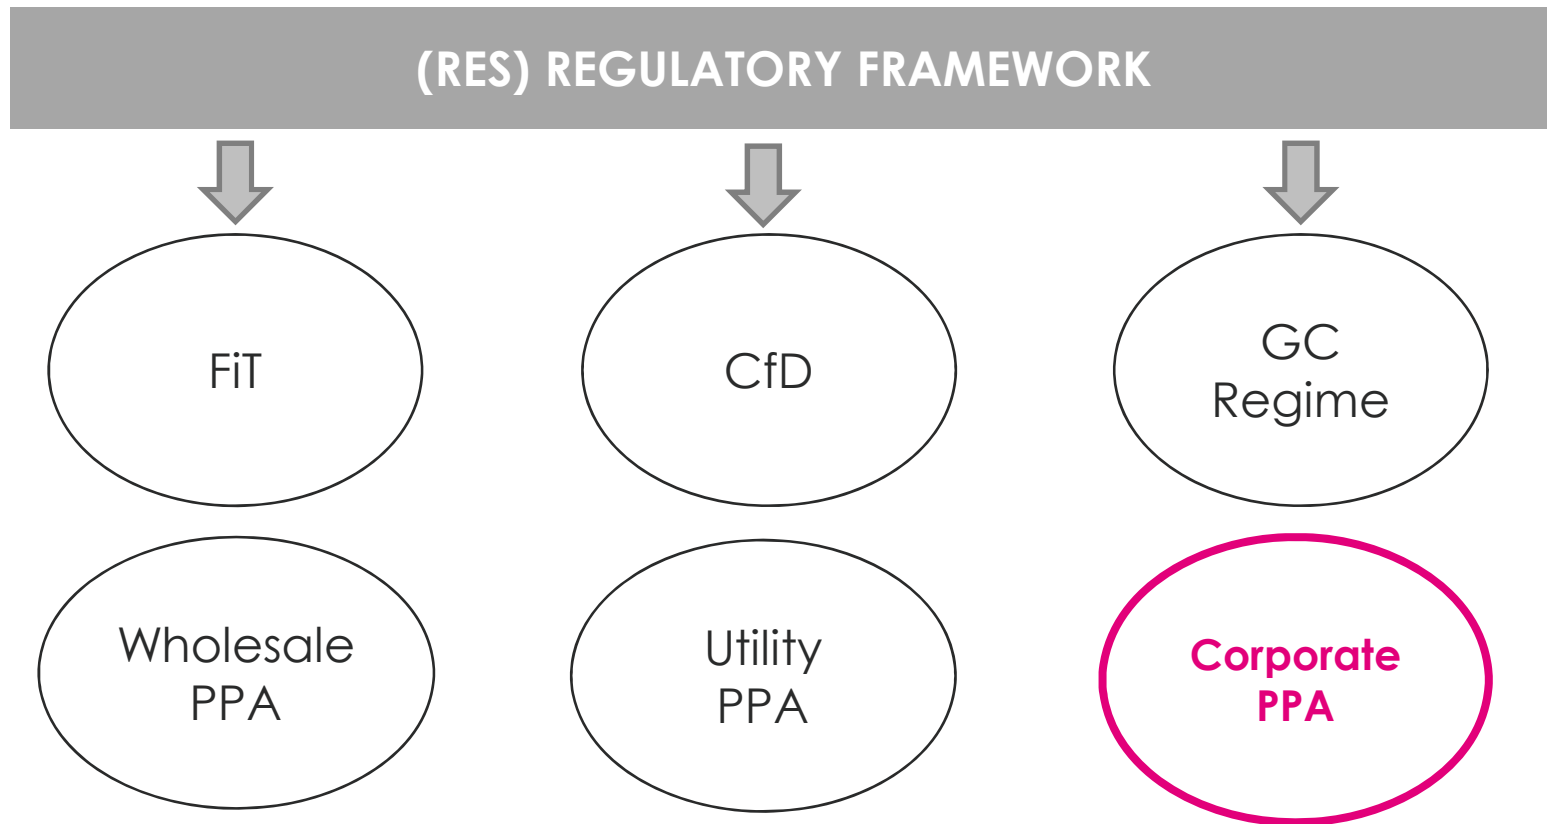 (RES) REGULATORY FRAMEWORK
FiT
CfD
GC
Regime
Wholesale
PPA
Utility
PPA
Corporate
PPA